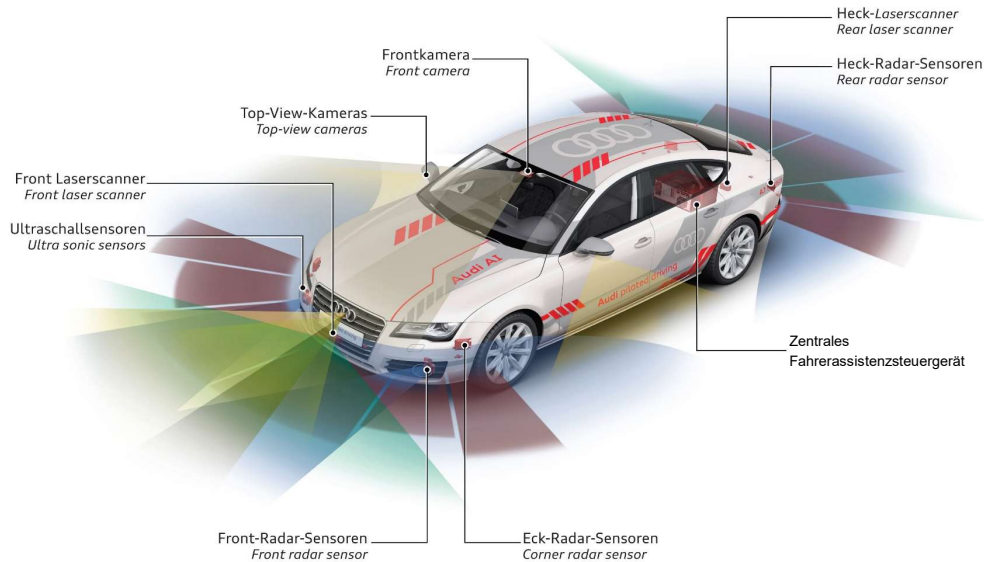 Heck-Laserscanner
Rear laser scanner
Frontkamera
Front camera
Heck-Radar-Sensoren
Rear radar sensor
Top-View-Kameras
Top-view cameras
Front Laserscanner
Front laser scanner
Ultraschallsensoren
Ultra sonic sensors
Audi AI
Audi piloted driving
Zentrales
Fahrerassistenzsteuergerät
Front-Radar-Sensoren
Front radar sensor
Eck-Radar-Sensoren
Corner radar sensor